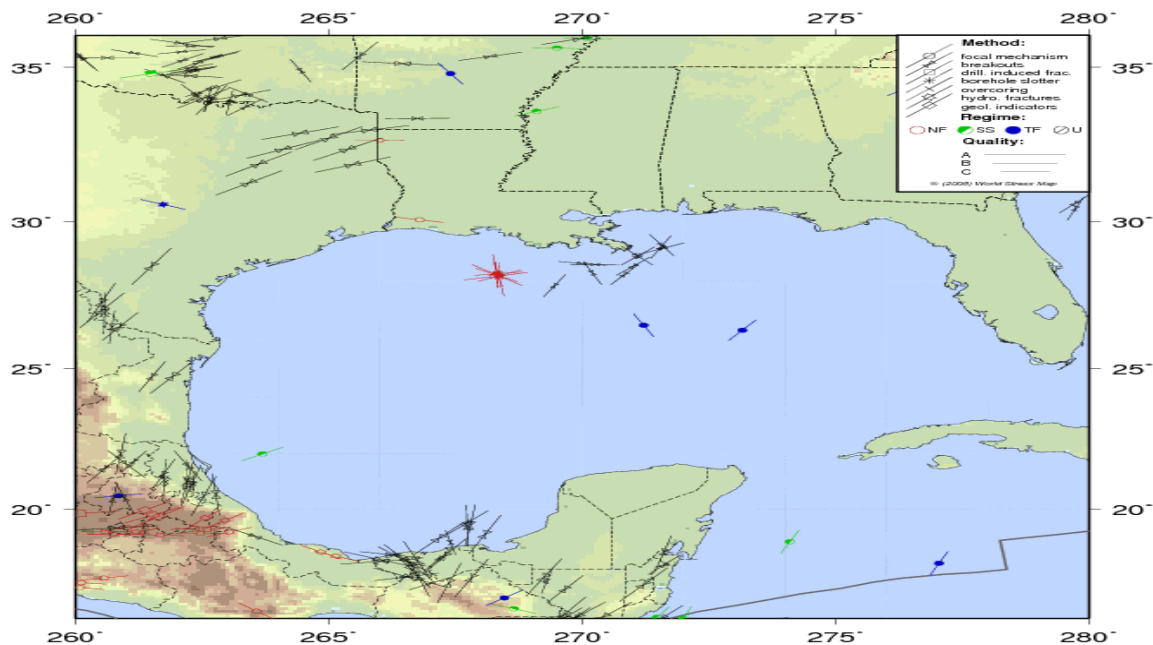 260° 265° 270° 275° 280°
35° 35°
30° 30°
25° 25°
20° 20°
260° 265° 270° 275° 280°
Method:
focal mechanism
breakouts
drill. induced frac.
borehole slotter
overcoring
hydro. fractures
geol. indicators
Regime:
NF SS TF U
Quality:
A
B
C
© (2008) World Stress Map